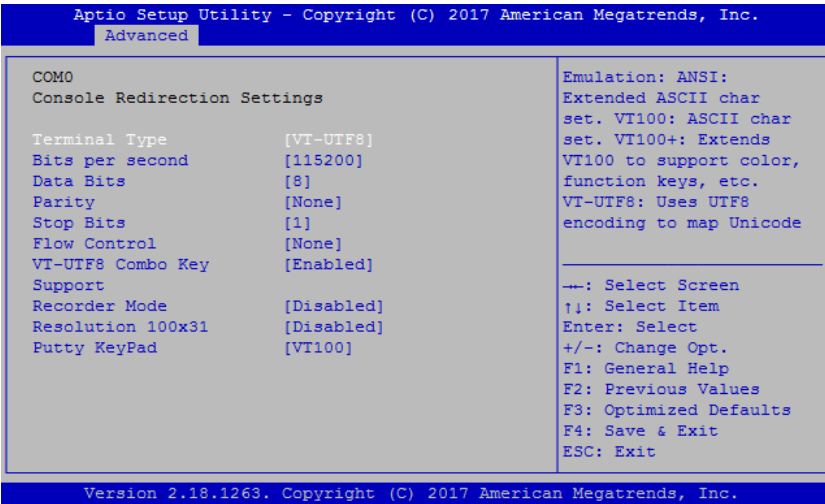 Aptio Setup Utility - Copyright (C) 2017 American Megatrends, Inc.
Advanced
COM0
Console Redirection Settings
Terminal Type [VT-UTF8]
Bits per second [115200]
Data Bits [8]
Parity [None]
Stop Bits [1]
Flow Control [None]
VT-UTF8 Combo Key [Enabled]
Support
Recorder Mode [Disabled]
Resolution 100x31 [Disabled]
Putty KeyPad [VT100]
Emulation: ANSI:
Extended ASCII char
set. VT100: ASCII char
set. VT100+: Extends
VT100 to support color,
function keys, etc.
VT-UTF8: Uses UTF8
encoding to map Unicode
→←: Select Screen
↑↓: Select Item
Enter: Select
+/-: Change Opt.
F1: General Help
F2: Previous Values
F3: Optimized Defaults
F4: Save & Exit
ESC: Exit
Version 2.18.1263. Copyright (C) 2017 American Megatrends, Inc.